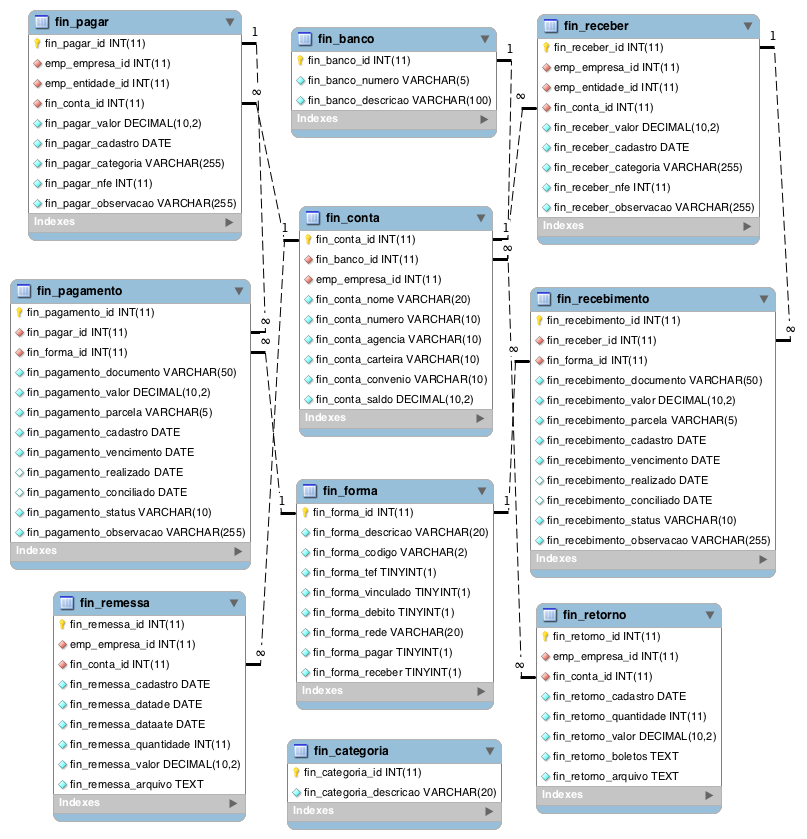 fin_pagar
fin_pagar_id INT(11)
emp_empresa_id INT(11)
emp_entidade_id INT(11)
fin_conta_id INT(11)
fin_pagar_valor DECIMAL(10,2)
fin_pagar_cadastro DATE
fin_pagar_categoria VARCHAR(255)
fin_pagar_nfe INT(11)
fin_pagar_observacao VARCHAR(255)
Indexes
1
∞
fin_banco
fin_banco_id INT(11)
fin_banco_numero VARCHAR(5)
fin_banco_descricao VARCHAR(100)
Indexes
1
∞
fin_receber
fin_receber_id INT(11)
emp_empresa_id INT(11)
emp_entidade_id INT(11)
fin_conta_id INT(11)
fin_receber_valor DECIMAL(10,2)
fin_receber_cadastro DATE
fin_receber_categoria VARCHAR(255)
fin_receber_nfe INT(11)
fin_receber_observacao VARCHAR(255)
Indexes
1
fin_conta
fin_conta_id INT(11)
fin_banco_id INT(11)
emp_empresa_id INT(11)
fin_conta_nome VARCHAR(20)
fin_conta_numero VARCHAR(10)
fin_conta_agencia VARCHAR(10)
fin_conta_carteira VARCHAR(10)
fin_conta_convenio VARCHAR(10)
fin_conta_saldo DECIMAL(10,2)
Indexes
1
1
∞
fin_pagamento
fin_pagamento_id INT(11)
fin_pagar_id INT(11)
fin_forma_id INT(11)
fin_pagamento_documento VARCHAR(50)
fin_pagamento_valor DECIMAL(10,2)
fin_pagamento_parcela VARCHAR(5)
fin_pagamento_cadastro DATE
fin_pagamento_vencimento DATE
fin_pagamento_realizado DATE
fin_pagamento_conciliado DATE
fin_pagamento_status VARCHAR(10)
fin_pagamento_observacao VARCHAR(255)
Indexes
∞
∞
fin_recebimento
fin_recebimento_id INT(11)
fin_receber_id INT(11)
fin_forma_id INT(11)
fin_recebimento_documento VARCHAR(50)
fin_recebimento_valor DECIMAL(10,2)
fin_recebimento_parcela VARCHAR(5)
fin_recebimento_cadastro DATE
fin_recebimento_vencimento DATE
fin_recebimento_realizado DATE
fin_recebimento_conciliado DATE
fin_recebimento_status VARCHAR(10)
fin_recebimento_observacao VARCHAR(255)
Indexes
∞
∞
fin_forma
fin_forma_id INT(11)
fin_forma_descricao VARCHAR(20)
fin_forma_codigo VARCHAR(2)
fin_forma_tef TINYINT(1)
fin_forma_vinculado TINYINT(1)
fin_forma_debito TINYINT(1)
fin_forma_rede VARCHAR(20)
fin_forma_pagar TINYINT(1)
fin_forma_receber TINYINT(1)
Indexes
1
1
fin_remessa
fin_remessa_id INT(11)
emp_empresa_id INT(11)
fin_conta_id INT(11)
fin_remessa_cadastro DATE
fin_remessa_datade DATE
fin_remessa_dataate DATE
fin_remessa_quantidade INT(11)
fin_remessa_valor DECIMAL(10,2)
fin_remessa_arquivo TEXT
Indexes
∞
fin_retorno
fin_retorno_id INT(11)
emp_empresa_id INT(11)
fin_conta_id INT(11)
fin_retorno_cadastro DATE
fin_retorno_quantidade INT(11)
fin_retorno_valor DECIMAL(10,2)
fin_retorno_boletos TEXT
fin_retorno_arquivo TEXT
Indexes
∞
fin_categoria
fin_categoria_id INT(11)
fin_categoria_descricao VARCHAR(20)
Indexes